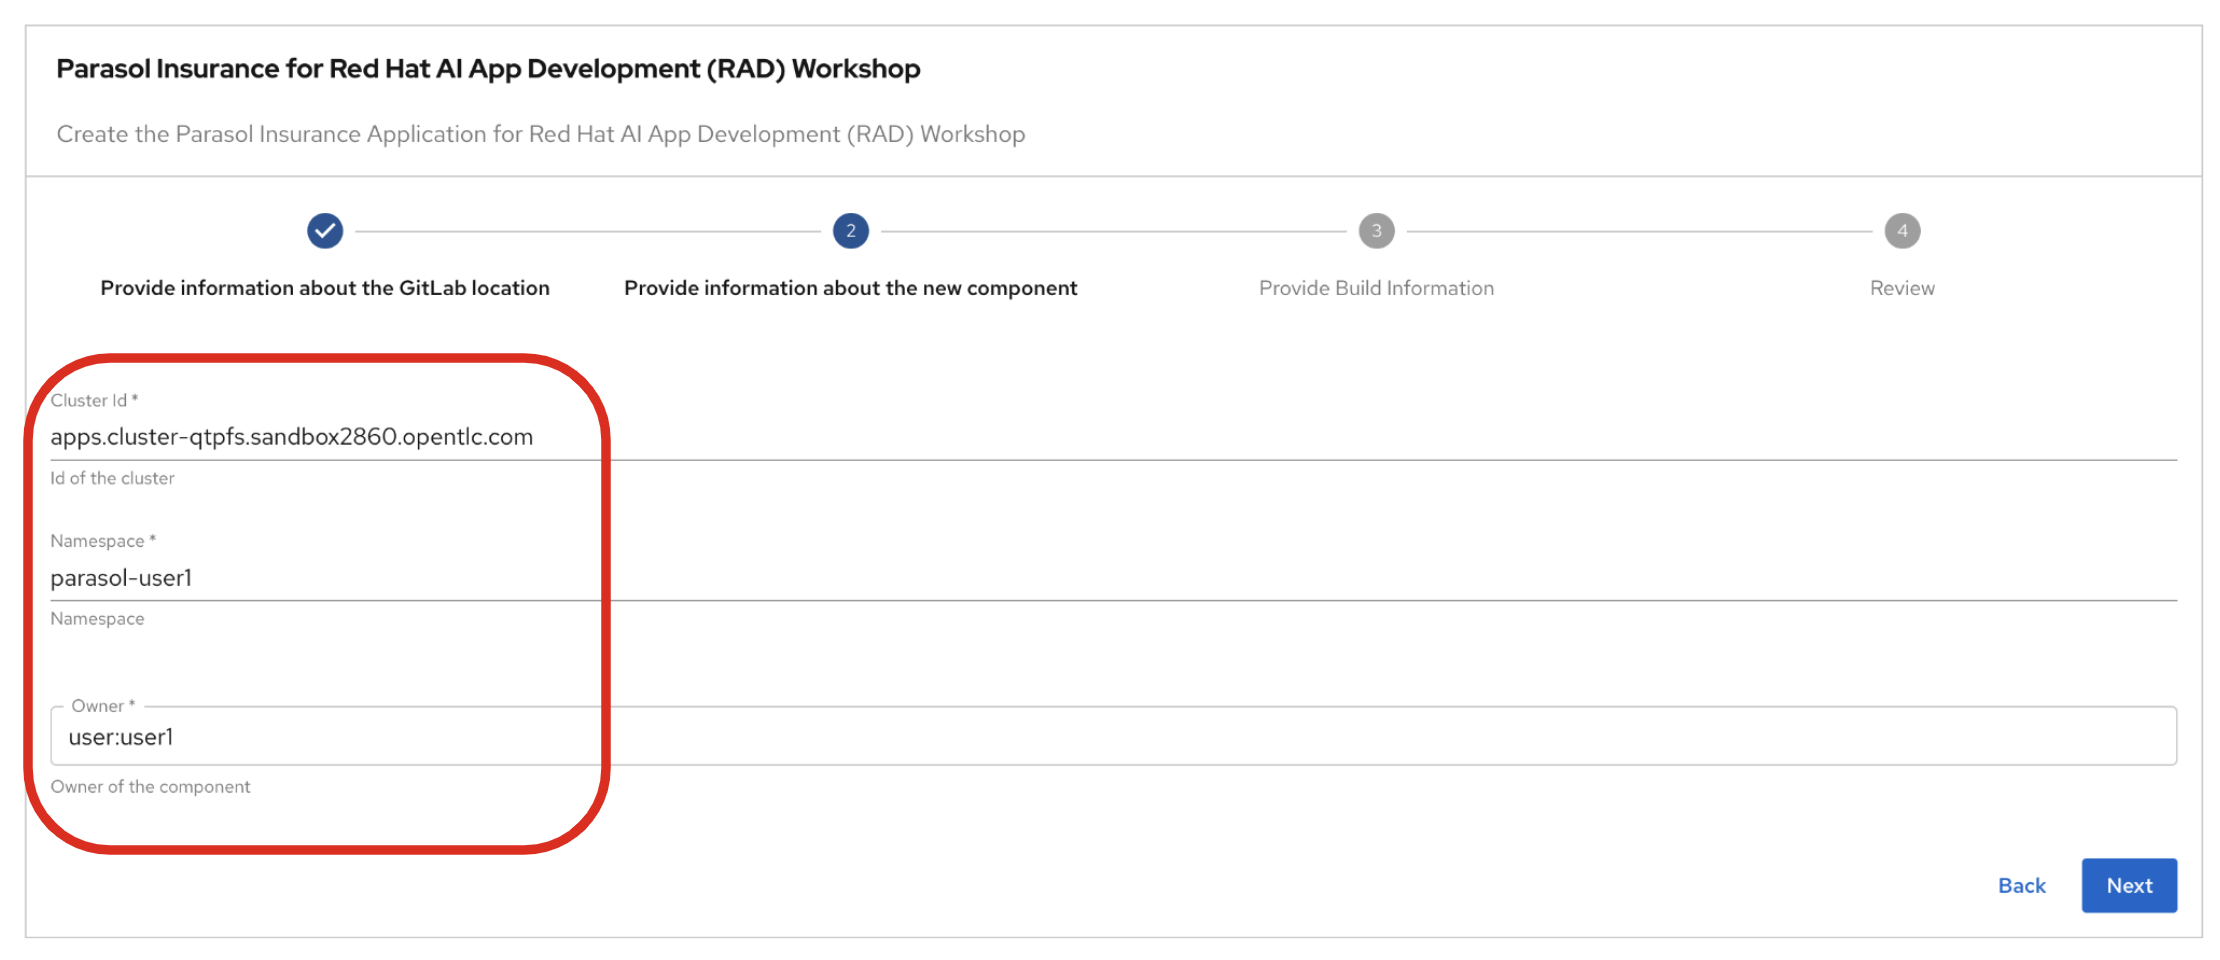 Parasol Insurance for Red Hat AI App Development (RAD) Workshop
Create the Parasol Insurance Application for Red Hat AI App Development (RAD) Workshop
2
3
4
Provide information about the GitLab location
Provide information about the new component
Provide Build Information
Review
Cluster Id *
apps.cluster-qtpfs.sandbox2860.opentlc.com
Id of the cluster
Namespace *
parasol-user1
Namespace
Owner *
user:user1
Owner of the component
Back
Next